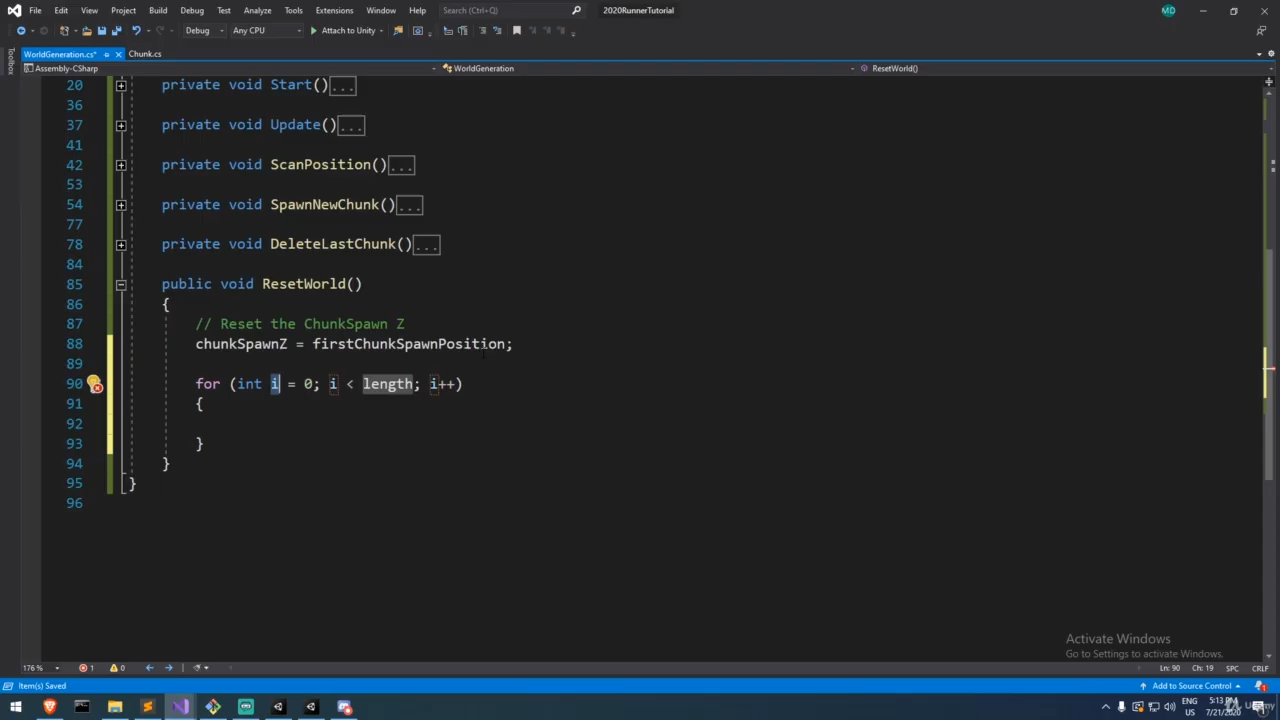 File Edit View Project Build Debug Test Analyze Tools Extensions Window Help Search (Ctrl+Q) 2020RunnerTutorial MD
Debug Any CPU Attach to Unity
WorldGeneration.cs* Chunk.cs
Toolbox
Assembly-CSharp WorldGeneration ResetWorld()
20 private void Start()...
36
37 private void Update()...
41
42 private void ScanPosition()...
53
54 private void SpawnNewChunk()...
77
78 private void DeleteLastChunk()...
84
85 public void ResetWorld()
86 {
87 // Reset the ChunkSpawn Z
88 chunkSpawnZ = firstChunkSpawnPosition;
89
90 for (int i = 0; i < length; i++)
91 {
92
93 }
94 }
95 }
96
Activate Windows
Go to Settings to activate Windows.
176 % 1 0 Ln: 90 Ch: 19 SPC CRLF
Item(s) Saved Add to Source Control 1
ENG 5:13 PM
US 7/21/2020
Udemy